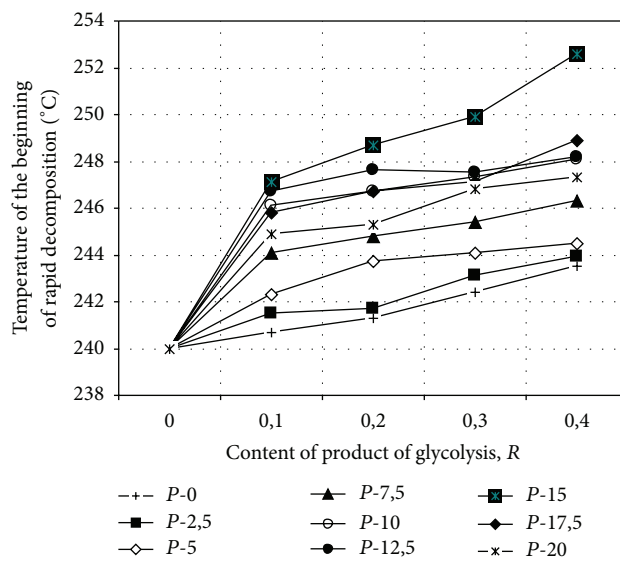 254
252
250
248
246
244
242
240
238
Temperature of the beginning
of rapid decomposition (°C)
0
0,1
0,2
0,3
0,4
Content of product of glycolysis, R
P-0
P-2,5
P-5
P-7,5
P-10
P-12,5
P-15
P-17,5
P-20